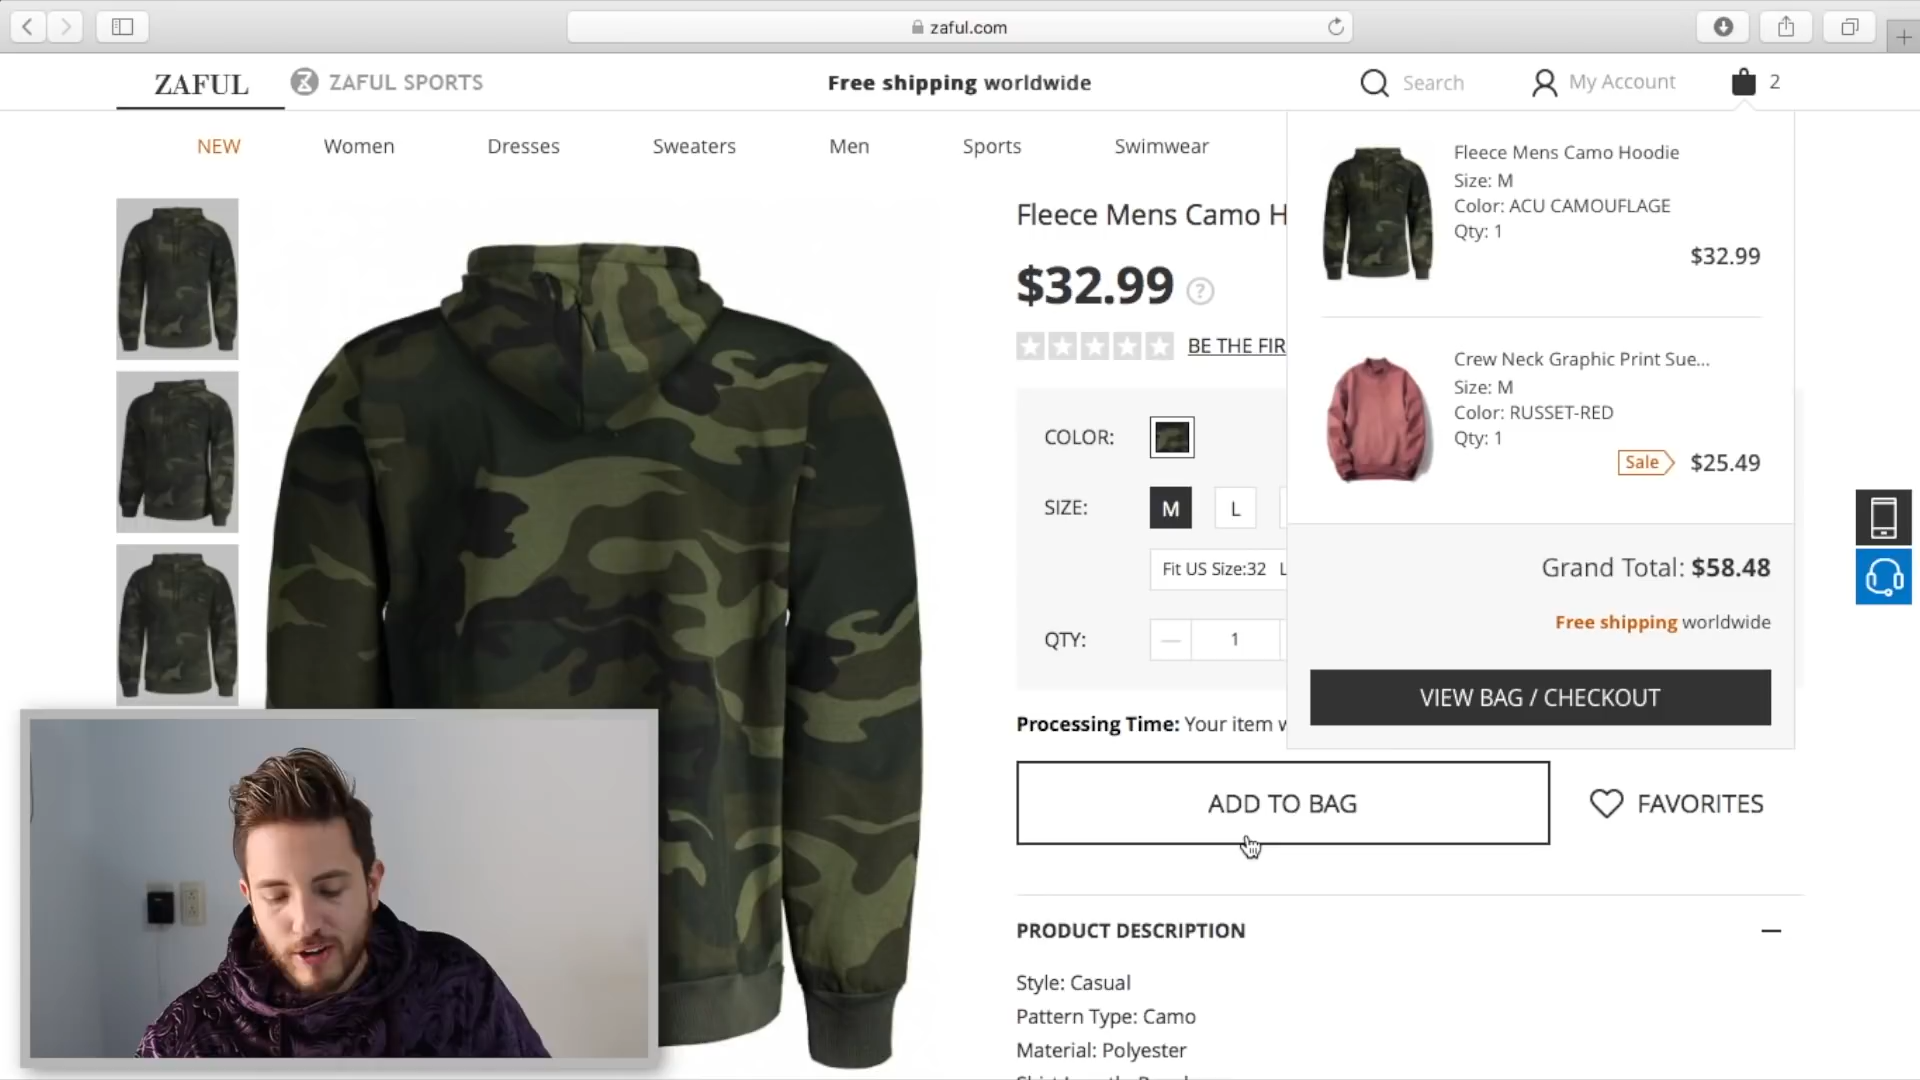 zaful.com
ZAFUL
ZAFUL SPORTS
Free shipping worldwide
Search
My Account
2
NEW
Women
Dresses
Sweaters
Men
Sports
Swimwear
Fleece Mens Camo H
$32.99 ?
BE THE FIR
COLOR:
SIZE:
M
L
Fit US Size:32 L
QTY:
1
Processing Time: Your item w
ADD TO BAG
FAVORITES
PRODUCT DESCRIPTION
Style: Casual
Pattern Type: Camo
Material: Polyester
Fleece Mens Camo Hoodie
Size: M
Color: ACU CAMOUFLAGE
Qty: 1
$32.99
Crew Neck Graphic Print Sue...
Size: M
Color: RUSSET-RED
Qty: 1
Sale
$25.49
Grand Total: $58.48
Free shipping worldwide
VIEW BAG / CHECKOUT